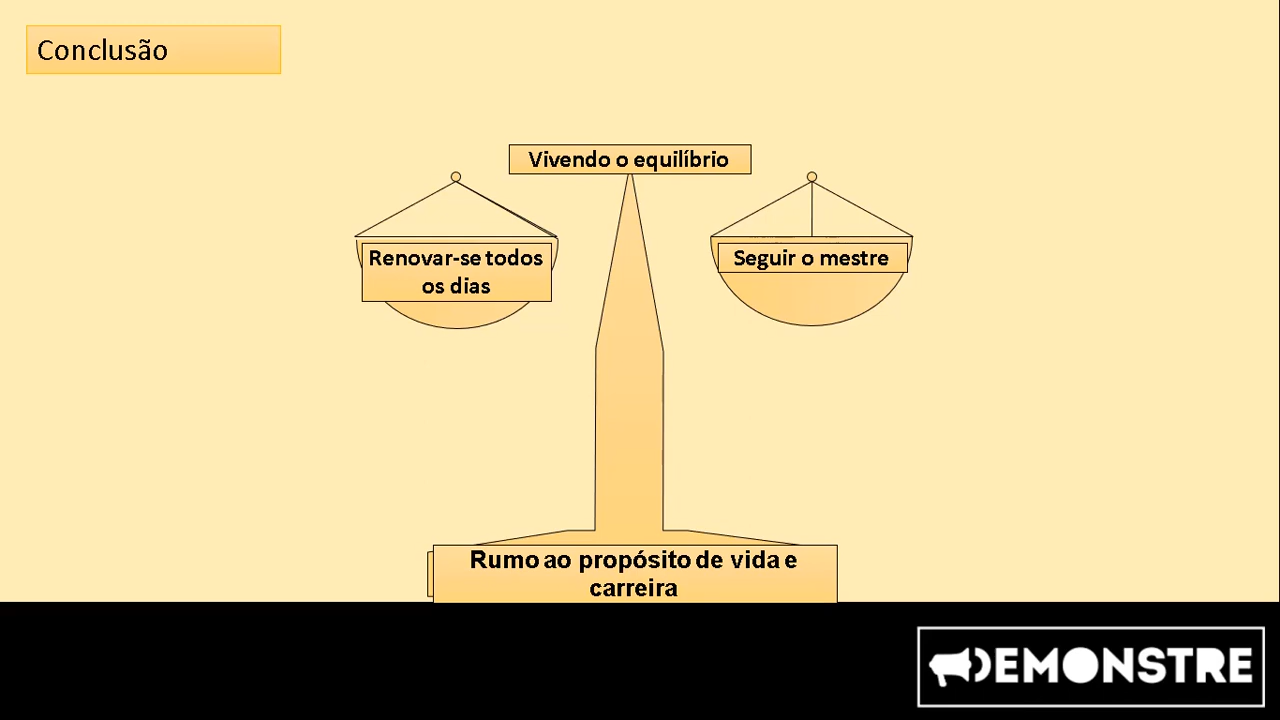 Conclusão
Vivendo o equilíbrio
Renovar-se todos
os dias
Seguir o mestre
Rumo ao propósito de vida e
carreira
DEMONSTRE